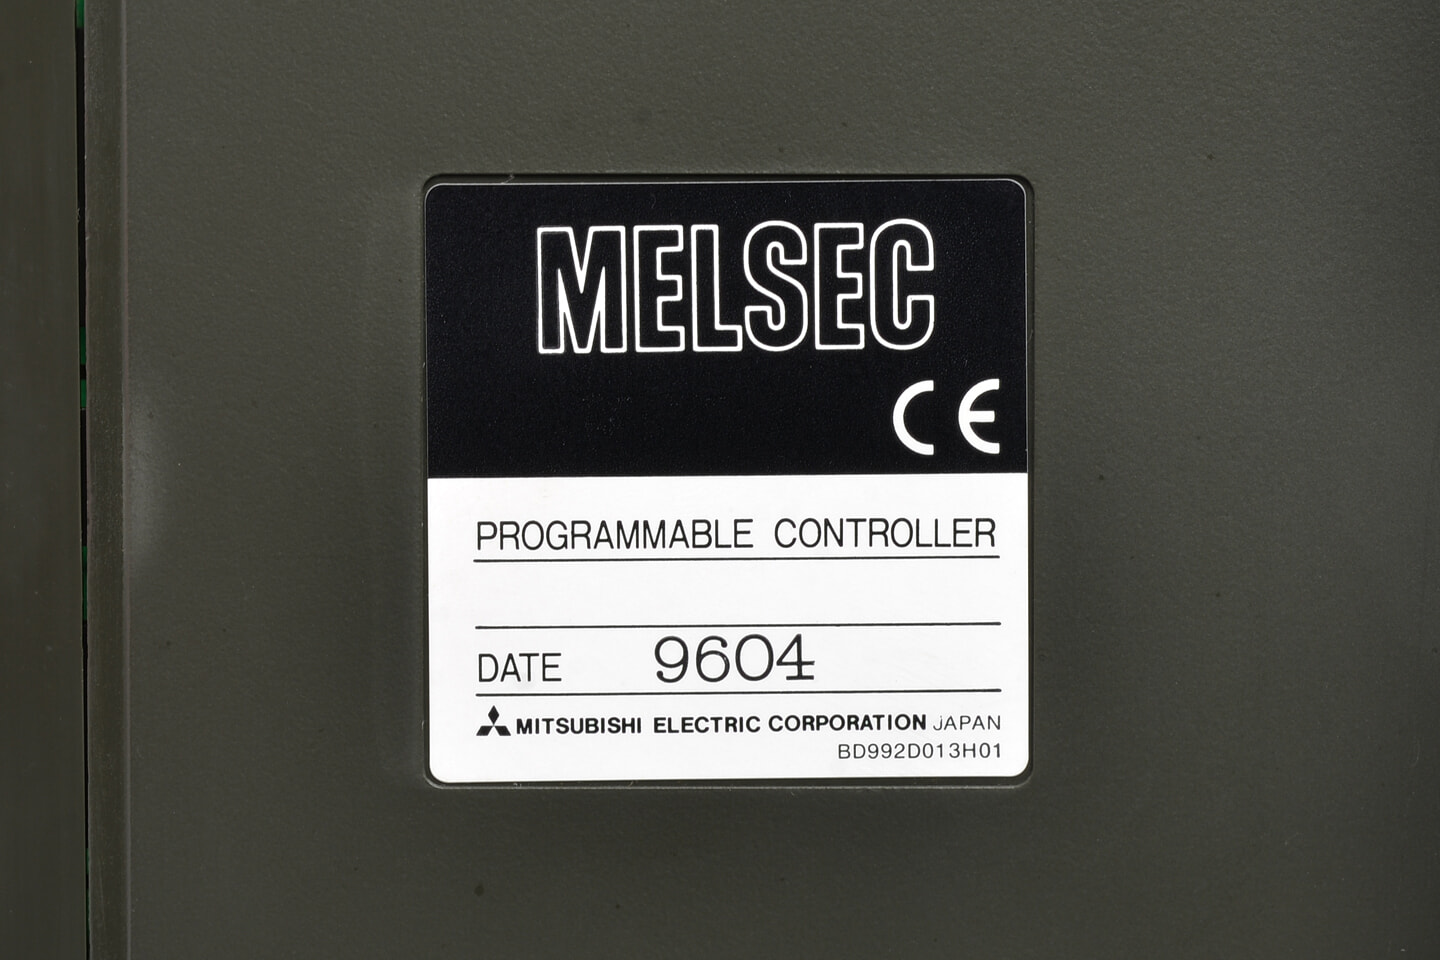 MELSEC
CE
PROGRAMMABLE CONTROLLER
DATE 9604
MITSUBISHI ELECTRIC CORPORATION JAPAN
BD992D013H01